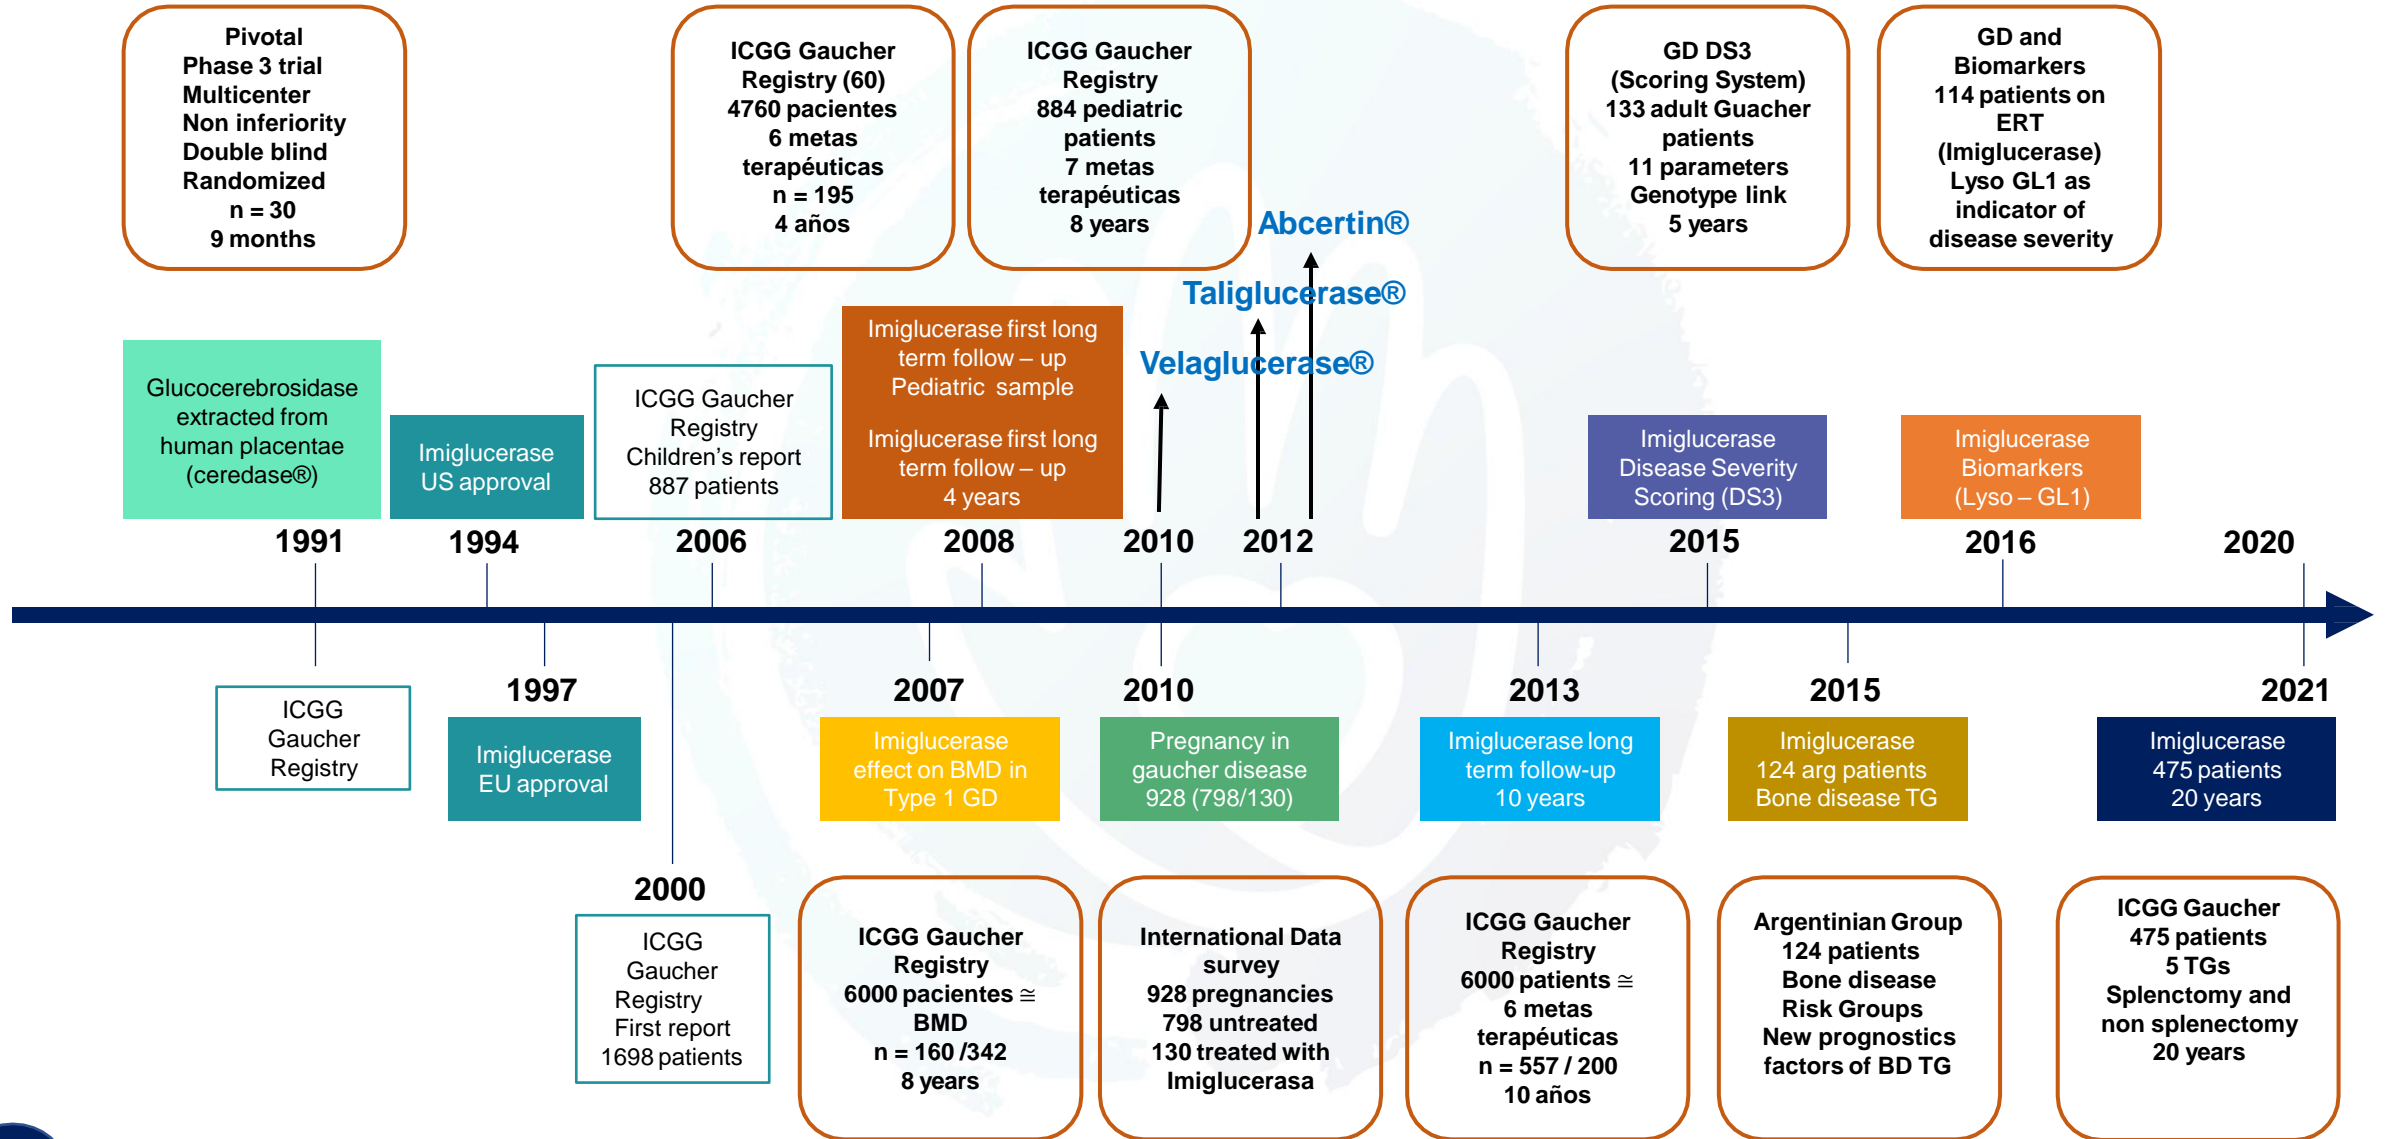 Pivotal
Phase 3 trial
Multicenter
Non inferiority
Double blind
Randomized
n = 30
9 months
ICGG Gaucher
Registry (60)
4760 pacientes
6 metas
terapéuticas
n = 195
4 años
ICGG Gaucher
Registry
884 pediatric
patients
7 metas
terapéuticas
8 years
GD DS3
(Scoring System)
133 adult Guacher
patients
11 parameters
Genotype link
5 years
GD and
Biomarkers
114 patients on
ERT
(Imiglucerase)
Lyso GL1 as
indicator of
disease severity
Abcertin®
Taliglucerase®
Velaglucerase®
Glucocerebrosidase
extracted from
human placentae
(ceredase®)
Imiglucerase
US approval
ICGG Gaucher
Registry
Children's report
887 patients
Imiglucerase first long
term follow – up
Pediatric sample
Imiglucerase first long
term follow – up
4 years
Imiglucerase
Disease Severity
Scoring (DS3)
Imiglucerase
Biomarkers
(Lyso – GL1)
1991
1994
2006
2008
2010
2012
2015
2016
2020
1997
2007
2010
2013
2015
2021
ICGG
Gaucher
Registry
Imiglucerase
EU approval
Imiglucerase
effect on BMD in
Type 1 GD
Pregnancy in
gaucher disease
928 (798/130)
Imiglucerase long
term follow-up
10 years
Imiglucerase
124 arg patients
Bone disease TG
Imiglucerase
475 patients
20 years
2000
ICGG
Gaucher
Registry
First report
1698 patients
ICGG Gaucher
Registry
6000 pacientes ≅
BMD
n = 160 /342
8 years
International Data
survey
928 pregnancies
798 untreated
130 treated with
Imiglucerasa
ICGG Gaucher
Registry
6000 patients ≅
6 metas
terapéuticas
n = 557 / 200
10 años
Argentinian Group
124 patients
Bone disease
Risk Groups
New prognostics
factors of BD TG
ICGG Gaucher
475 patients
5 TGs
Splenctomy and
non splenectomy
20 years